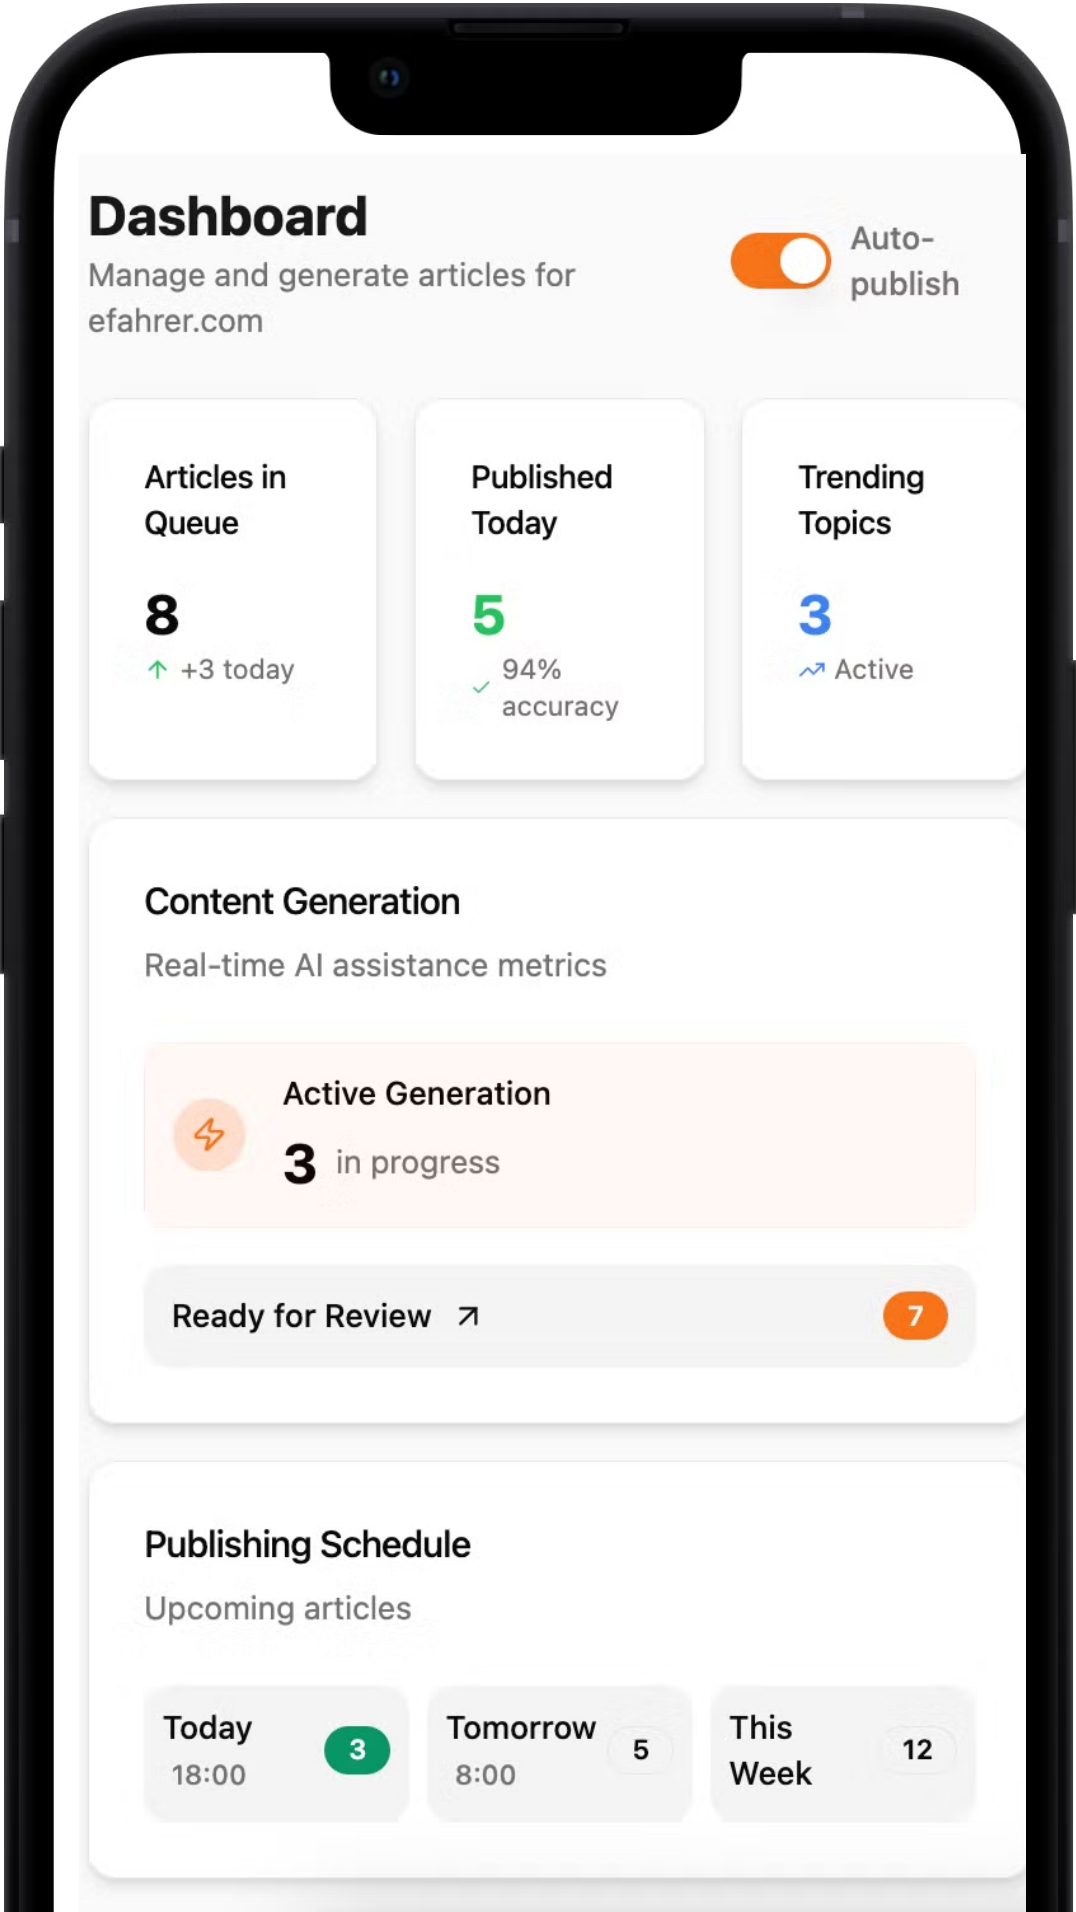 Dashboard
Manage and generate articles for
efahrer.com
Auto-
publish
Articles in
Queue
8
+3 today
Published
Today
5
94%
accuracy
Trending
Topics
3
Active
Content Generation
Real-time AI assistance metrics
Active Generation
3 in progress
Ready for Review
7
Publishing Schedule
Upcoming articles
Today
18:00
3
Tomorrow
8:00
5
This
Week
12